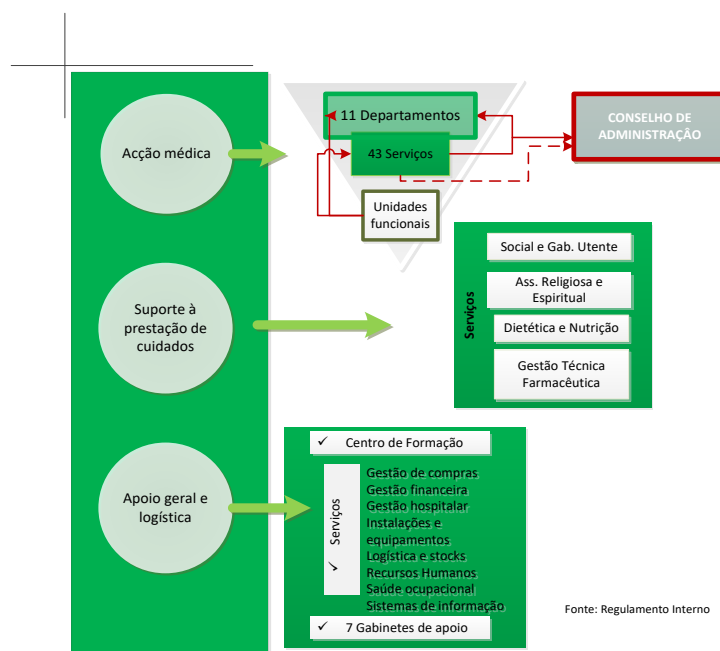 Acção médica
11 Departamentos
43 Serviços
Unidades
funcionais
CONSELHO DE
ADMINISTRAÇÂO
Suporte à
prestação de
cuidados
Serviços
Social e Gab. Utente
Ass. Religiosa e
Espiritual
Dietética e Nutrição
Gestão Técnica
Farmacêutica
Apoio geral e
logística
✓ Centro de Formação
✓ Serviços
Gestão de compras
Gestão financeira
Gestão hospitalar
Instalações e
equipamentos
Logística e stocks
Recursos Humanos
Saúde ocupacional
Sistemas de informação
✓ 7 Gabinetes de apoio
Fonte: Regulamento Interno